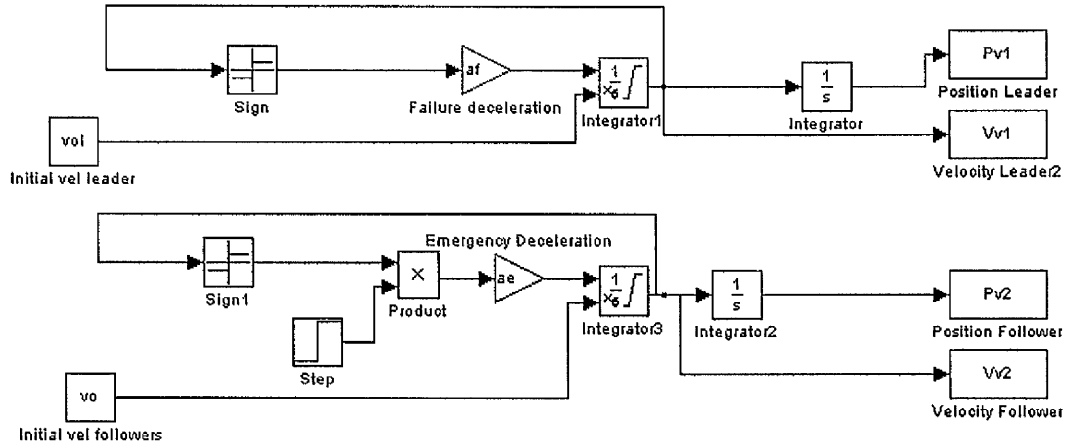 Pv1
Position Leader
Sign
af
Failure deceleration
1
xo
Integrator1
1
s
Integrator
Vv1
Velocity Leader2
vol
Initial vel leader
Emergency Deceleration
Sign1
×
Product
ae
1
xo
Integrator3
1
s
Integrator2
Pv2
Position Follower
Step
Vv2
Velocity Follower
vo
Initial vel followers